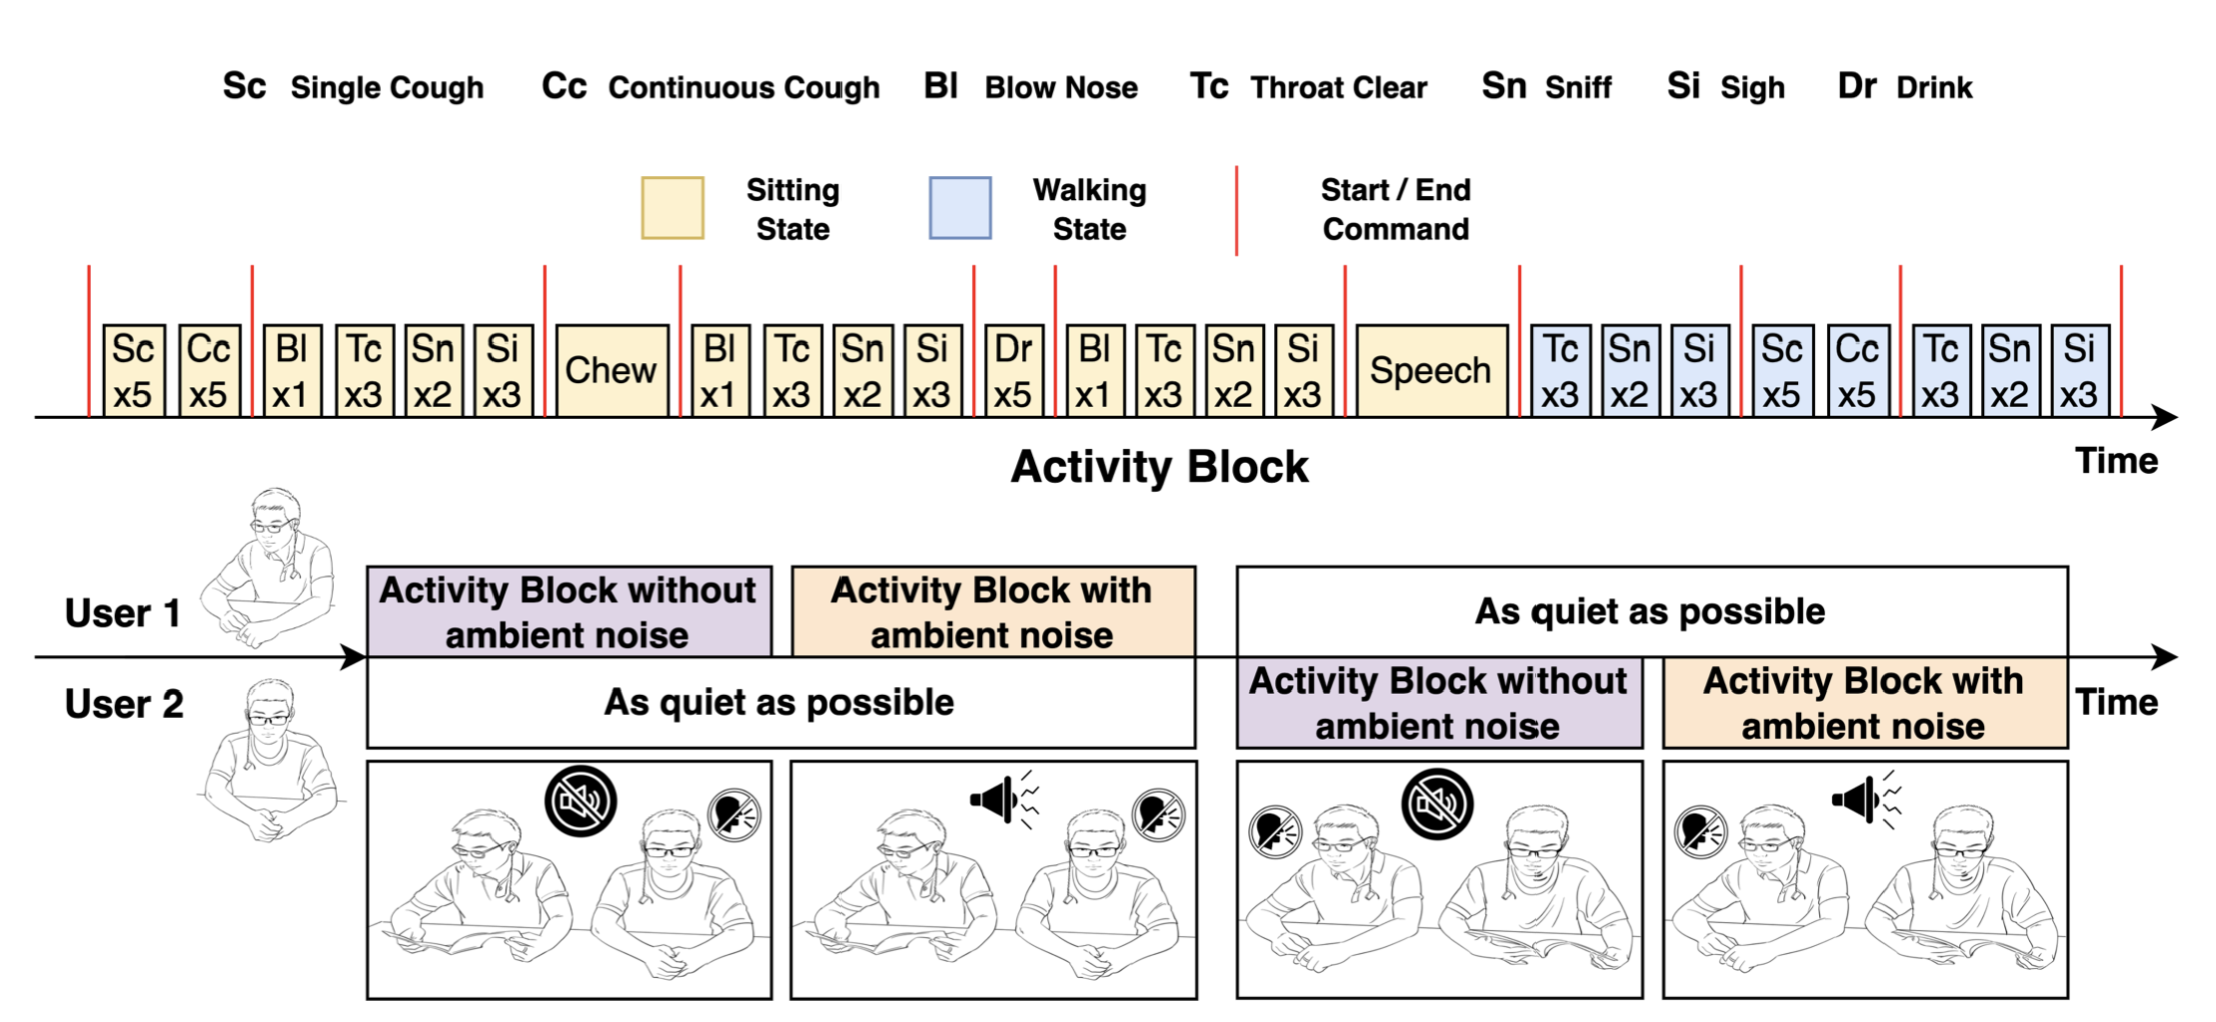 Sc Single Cough Cc Continuous Cough Bl Blow Nose Tc Throat Clear Sn Sniff Si Sigh Dr Drink
Sitting
State
Walking
State
Start / End
Command
Sc
x5
Cc
x5
Bl
x1
Tc
x3
Sn
x2
Si
x3
Chew
Bl
x1
Tc
x3
Sn
x2
Si
x3
Dr
x5
Bl
x1
Tc
x3
Sn
x2
Si
x3
Speech
Tc
x3
Sn
x2
Si
x3
Sc
x5
Cc
x5
Tc
x3
Sn
x2
Si
x3
Activity Block
Time
User 1
Activity Block without
ambient noise
Activity Block with
ambient noise
As quiet as possible
User 2
As quiet as possible
Activity Block without
ambient noise
Activity Block with
ambient noise
Time